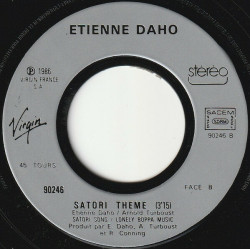 ETIENNE DAHO
℗ 1986
VIRGIN FRANCE
S.A
stéréo
SACEM
90246 B
Virgin
45 TOURS
90246
FACE B
SATORI THEME (3'15)
Etienne Daho / Arnold Turboust
SATORI SONG / LONELY BOPPA MUSIC
Produit par E. Daho, A. Turboust
et R. Conning